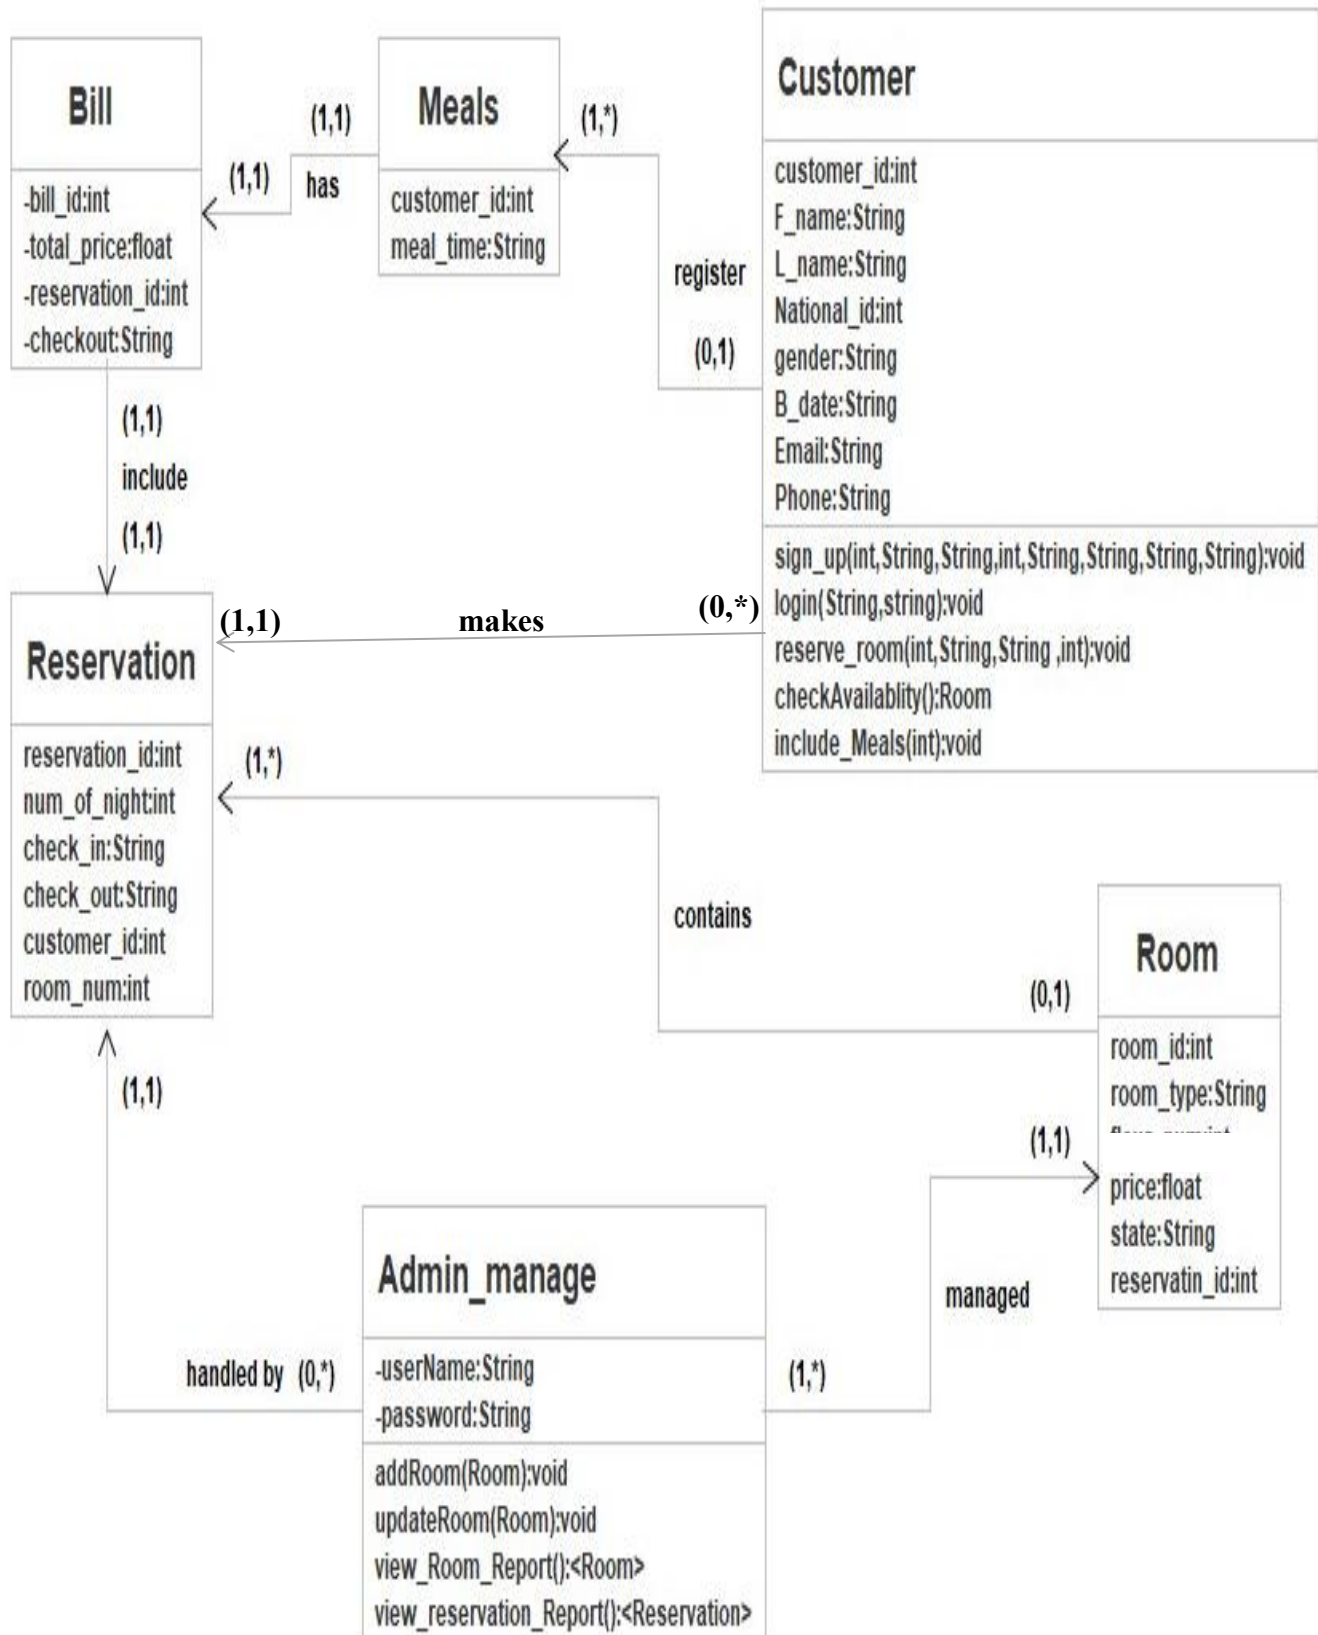 Bill
-bill_id:int
-total_price:float
-reservation_id:int
-checkout:String
(1,1)
has
(1,1)
Meals
customer_id:int
meal_time:String
(1,*)
register
(0,1)
Customer
customer_id:int
F_name:String
L_name:String
National_id:int
gender:String
B_date:String
Email:String
Phone:String
sign_up(int,String,String,int,String,String,String,String):void
login(String,string):void
reserve_room(int,String,String ,int):void
checkAvailablity():Room
include_Meals(int):void
(1,1)
include
(1,1)
(1,1)
makes
(0,*)
Reservation
reservation_id:int
num_of_night:int
check_in:String
check_out:String
customer_id:int
room_num:int
(1,*)
contains
(0,1)
Room
room_id:int
room_type:String
price:float
state:String
reservatin_id:int
(1,1)
(1,1)
managed
(1,*)
handled by (0,*)
Admin_manage
-userName:String
-password:String
addRoom(Room):void
updateRoom(Room):void
view_Room_Report():<Room>
view_reservation_Report():<Reservation>